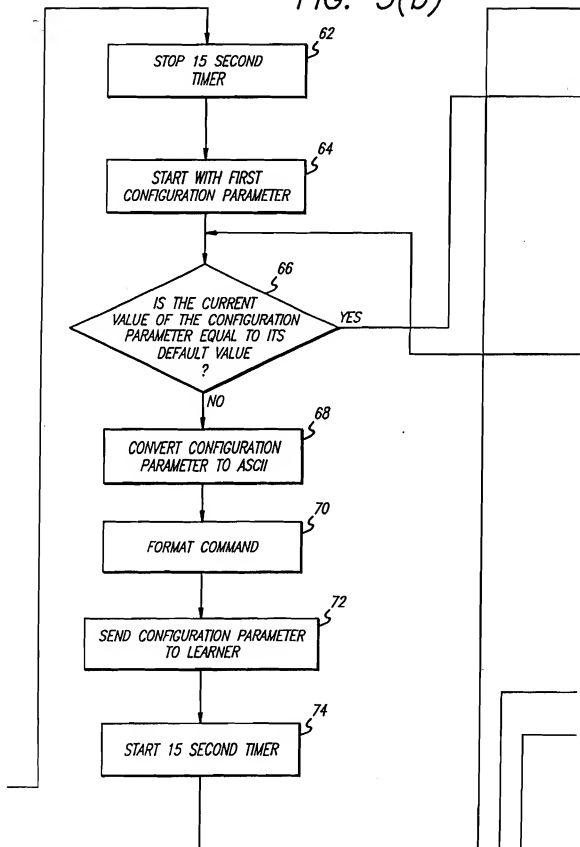 FIG. 5(b)
62
STOP 15 SECOND
TIMER
64
START WITH FIRST
CONFIGURATION PARAMETER
66
IS THE CURRENT
VALUE OF THE CONFIGURATION
PARAMETER EQUAL TO ITS
DEFAULT VALUE
?
YES
NO
68
CONVERT CONFIGURATION
PARAMETER TO ASCII
70
FORMAT COMMAND
72
SEND CONFIGURATION PARAMETER
TO LEARNER
74
START 15 SECOND TIMER